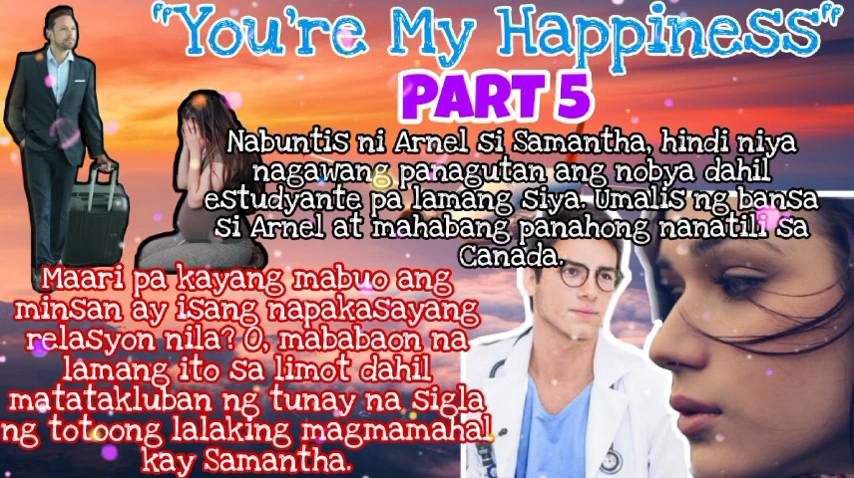 "You're My Happiness"
PART 5
Nabuntis ni Arnel si Samantha, hindi niya
nagawang panagutan ang nobya dahil
estudyante pa lamang siya. Umalis ng bansa
si Arnel at mahabang panahong nanatili sa
Canada.
Maari pa kayang mabuo ang
minsan ay isang napakasayang
relasyon nila? O, mababaon na
lamang ito sa limot dahil
matatakluban ng tunay na sigla
ng totoong lalaking magmamahal
kay Samantha.